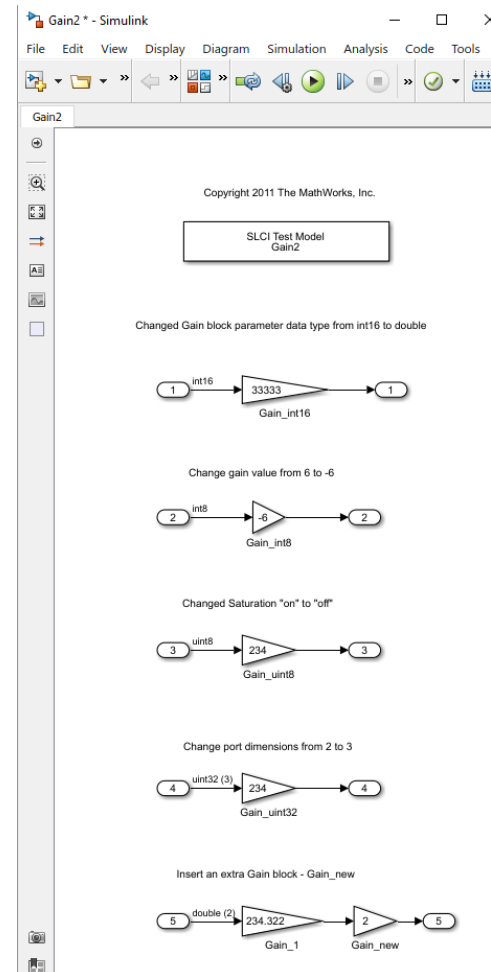 Gain2 * - Simulink
File Edit View Display Diagram Simulation Analysis Code Tools
Gain2
Copyright 2011 The MathWorks, Inc.
SLCI Test Model
Gain2
Changed Gain block parameter data type from int16 to double
1 int16 33333 1
Gain_int16
Change gain value from 6 to -6
2 int8 -6 2
Gain_int8
Changed Saturation "on" to "off"
3 uint8 234 3
Gain_uint8
Change port dimensions from 2 to 3
4 uint32 (3) 234 4
Gain_uint32
Insert an extra Gain block - Gain_new
5 double (2) 234.322 2 5
Gain_1 Gain_new